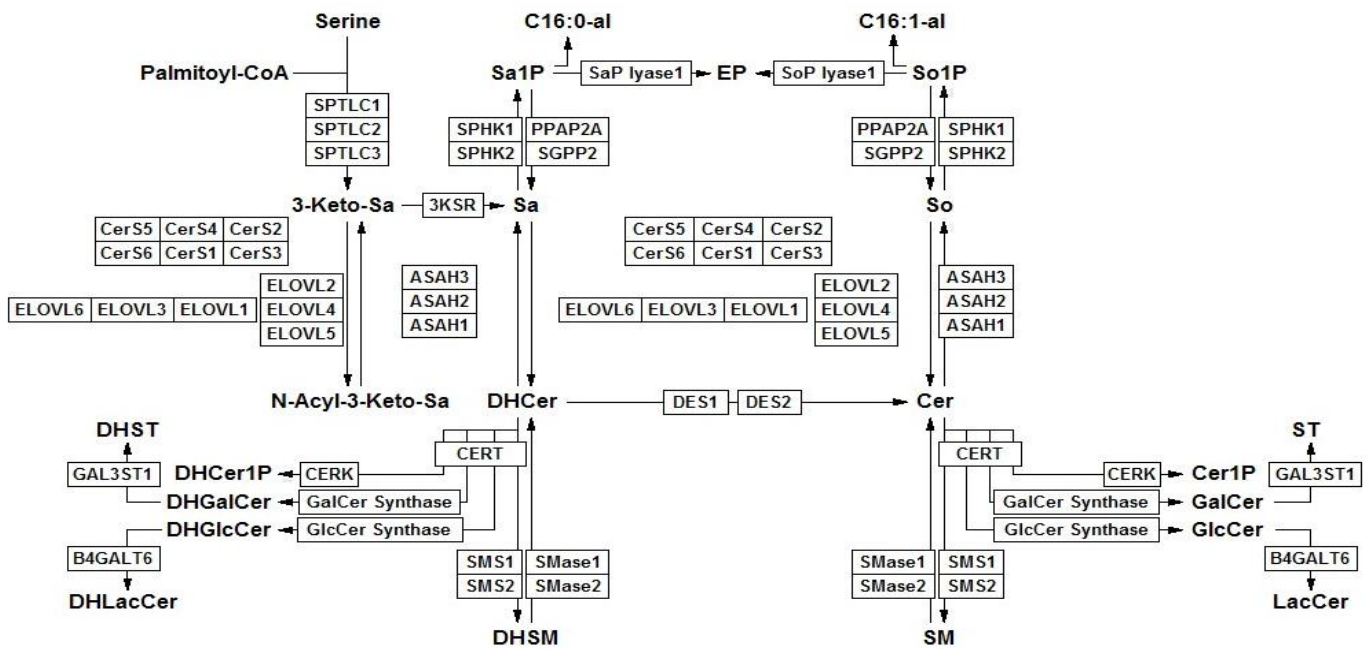 Serine C16:0-al C16:1-al
Palmitoyl-CoA Sa1P SaP lyase1 EP SoP lyase1 So1P
SPTLC1
SPTLC2 SPHK1 PPAP2A PPAP2A SPHK1
SPTLC3 SPHK2 SGPP2 SGPP2 SPHK2
3-Keto-Sa 3KSR Sa So
CerS5 CerS4 CerS2 CerS5 CerS4 CerS2
CerS6 CerS1 CerS3 CerS6 CerS1 CerS3
ELOVL2 ASAH3 ELOVL2 ASAH3
ELOVL6 ELOVL3 ELOVL1 ELOVL4 ASAH2 ELOVL6 ELOVL3 ELOVL1 ELOVL4 ASAH2
ELOVL5 ASAH1 ELOVL5 ASAH1
N-Acyl-3-Keto-Sa DHCer DES1 DES2 Cer
DHST ST
CERT CERT
GAL3ST1 DHCer1P CERK CERK Cer1P GAL3ST1
DHGalCer GalCer Synthase GalCer Synthase GalCer
DHGlcCer GlcCer Synthase GlcCer Synthase GlcCer
B4GALT6 SMS1 SMase1 SMase1 SMS1 B4GALT6
SMS2 SMase2 SMase2 SMS2
DHLacCer LacCer
DHSM SM